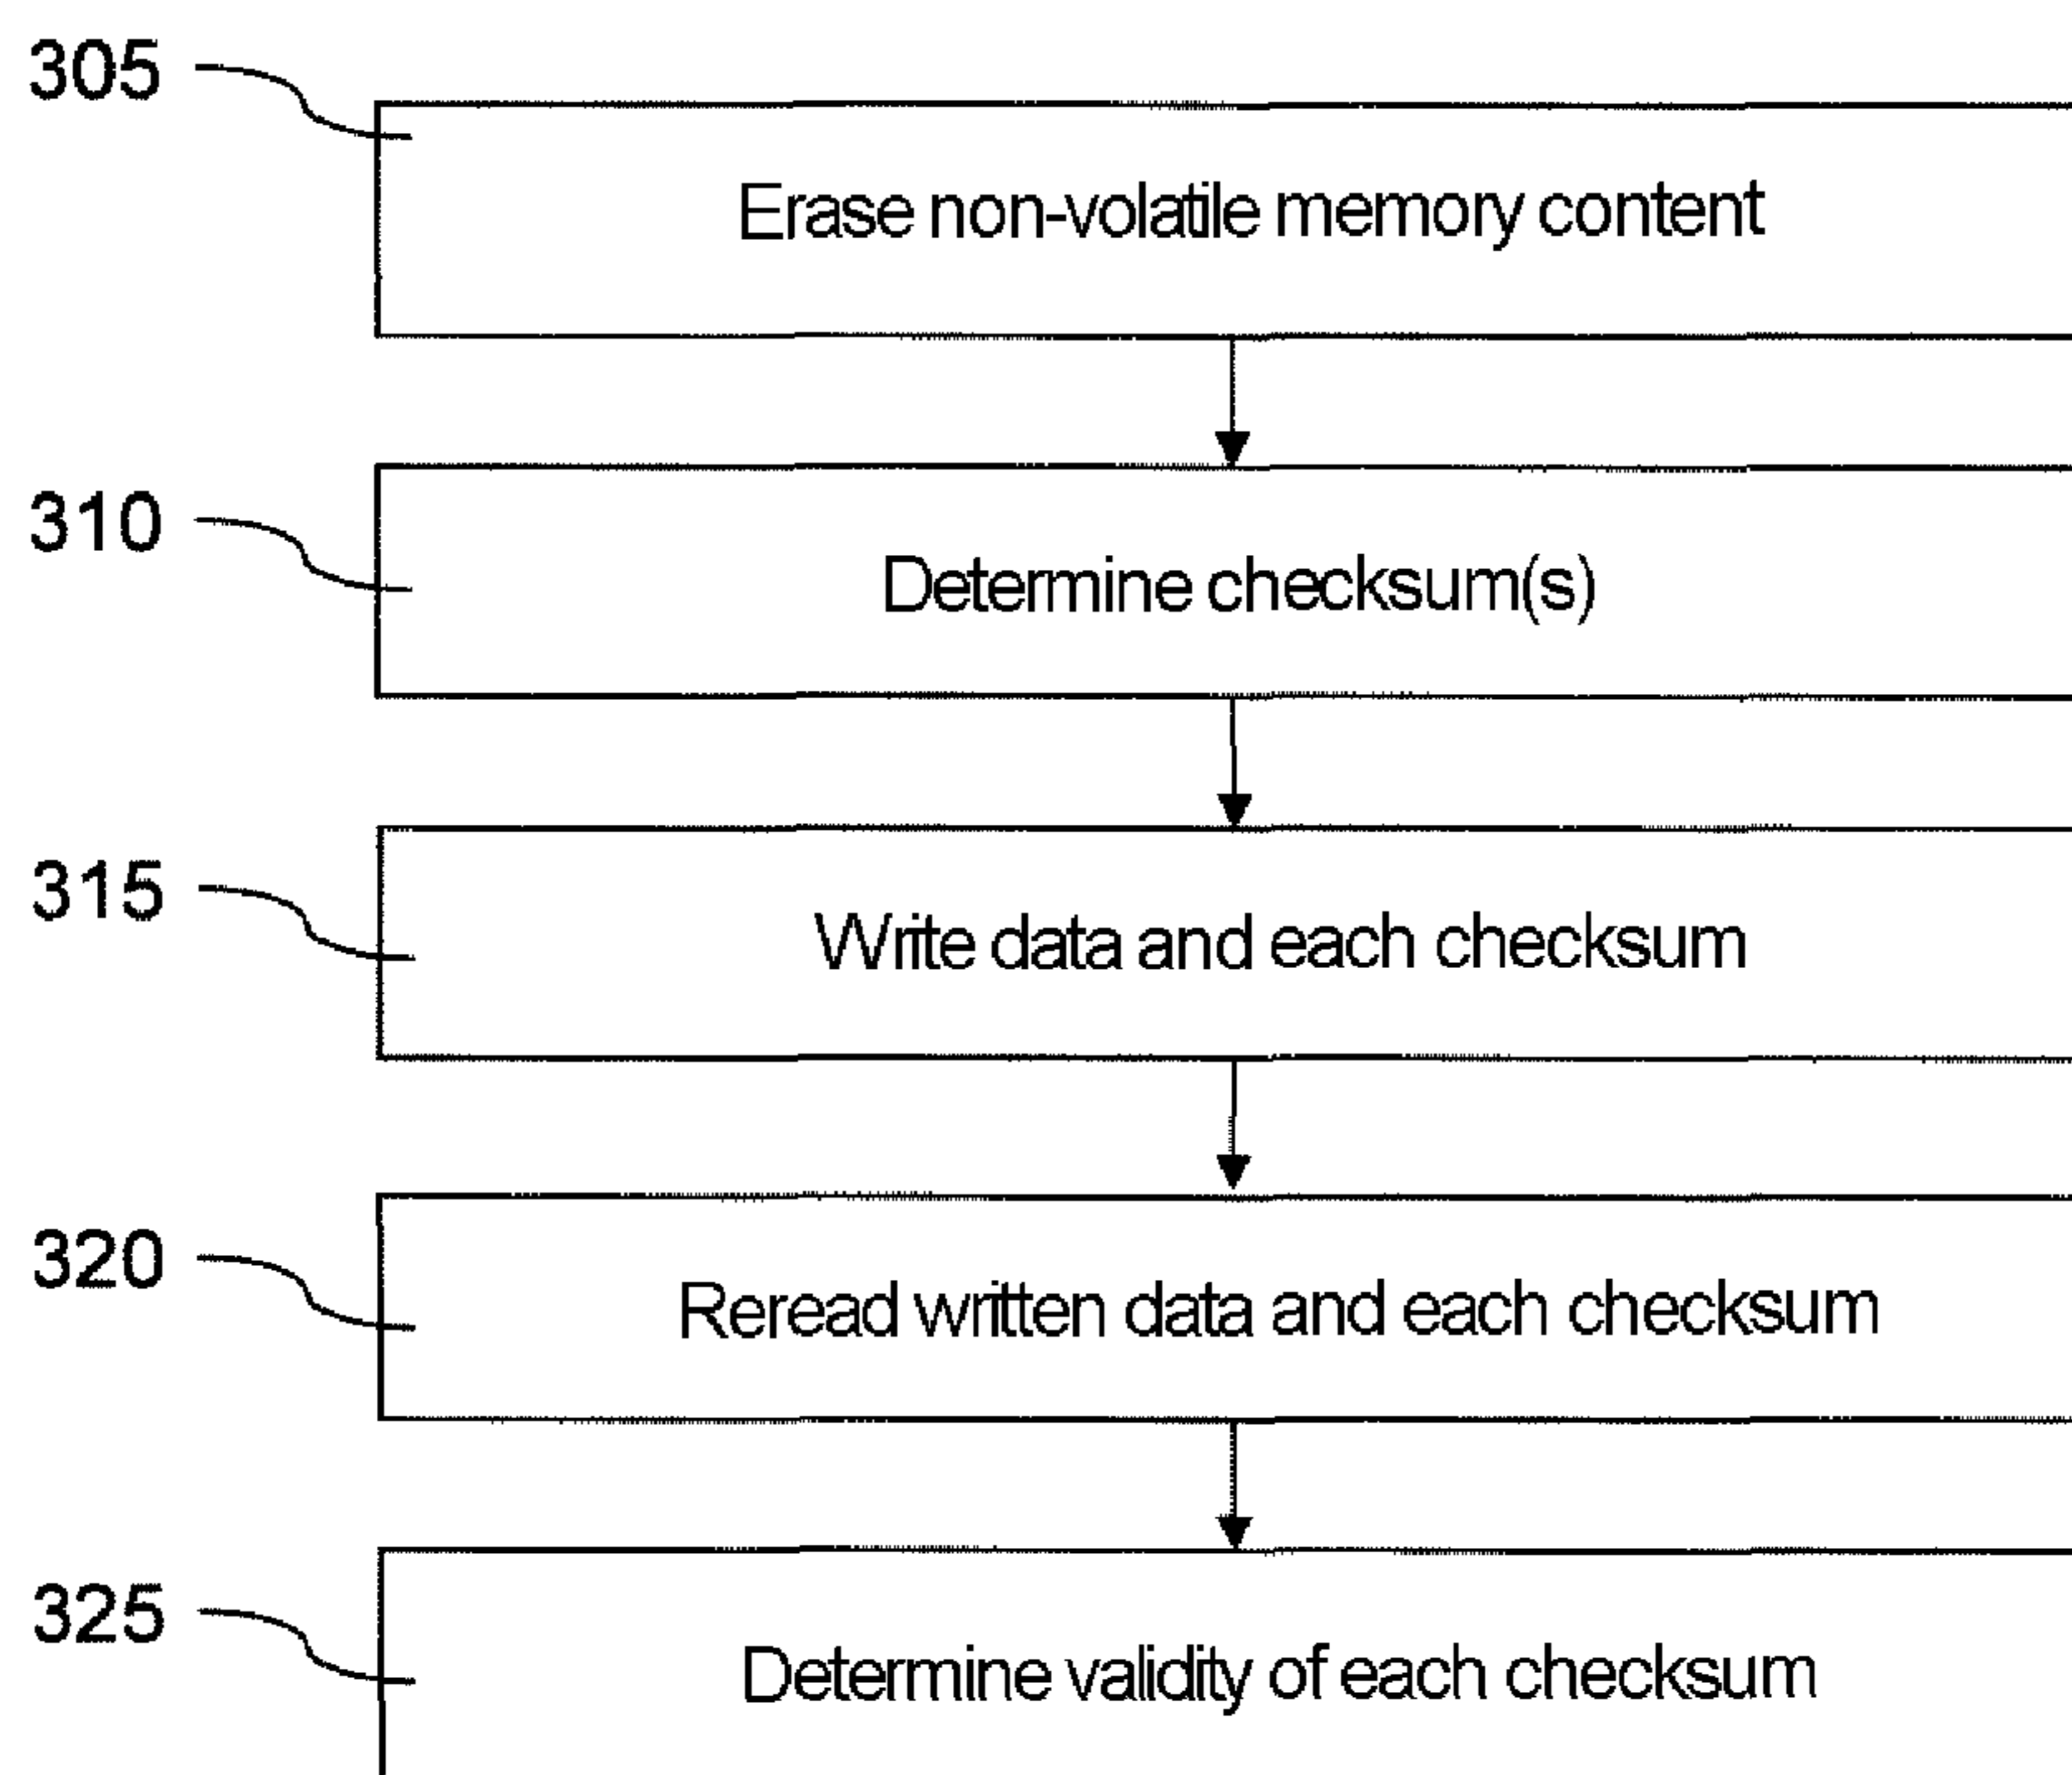 305
Erase non-volatile memory content
310
Determine checksum(s)
315
Write data and each checksum
320
Reread written data and each checksum
325
Determine validity of each checksum